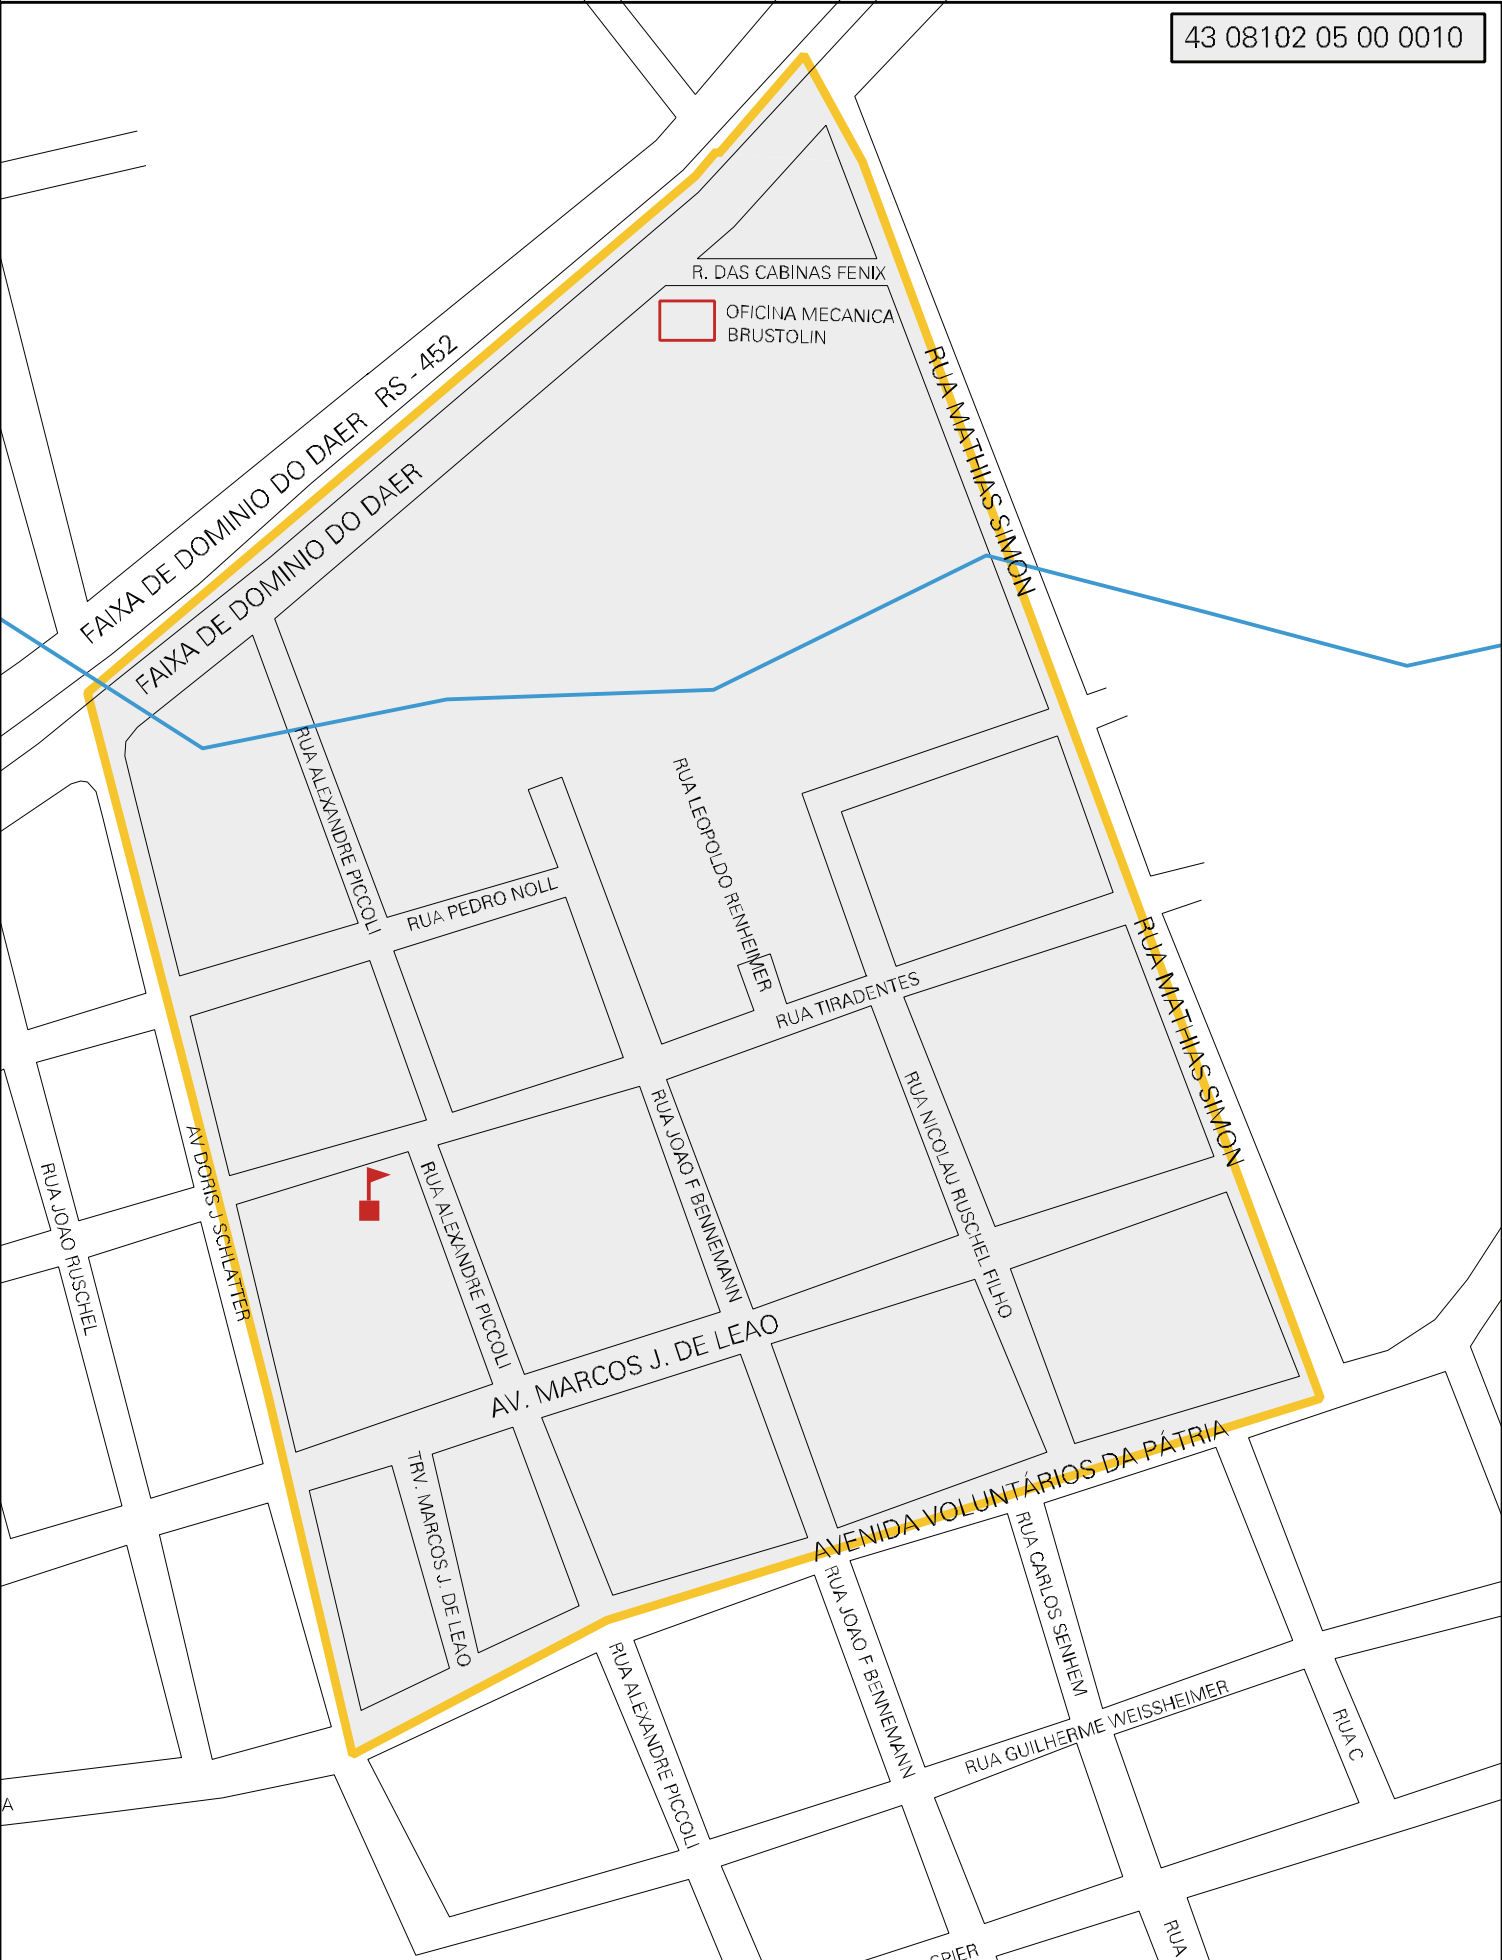 43 08102 05 00 0010
R. DAS CABINAS FENIX
OFICINA MECANICA
BRUSTOLIN
FAIXA DE DOMINIO DO DAER RS - 452
FAIXA DE DOMINIO DO DAER
RUA MATHIAS SIMON
RUA ALEXANDRE PICCOLI
RUA LEOPOLDO RENHEIMER
RUA PEDRO NOLL
RUA TIRADENTES
RUA MATHIAS SIMON
RUA JOAO RUSCHEL
AV DORIS J SCHLATTER
RUA ALEXANDRE PICCOLI
RUA JOAO F BENNEMANN
RUA NICOLAU RUSCHEL FILHO
AV. MARCOS J. DE LEAO
TRV. MARCOS J. DE LEAO
AVENIDA VOLUNTÁRIOS DA PÁTRIA
RUA CARLOS SENHEM
RUA JOAO F BENNEMANN
RUA ALEXANDRE PICCOLI
RUA GUILHERME WEISSHEIMER
RUA C
A
RUA